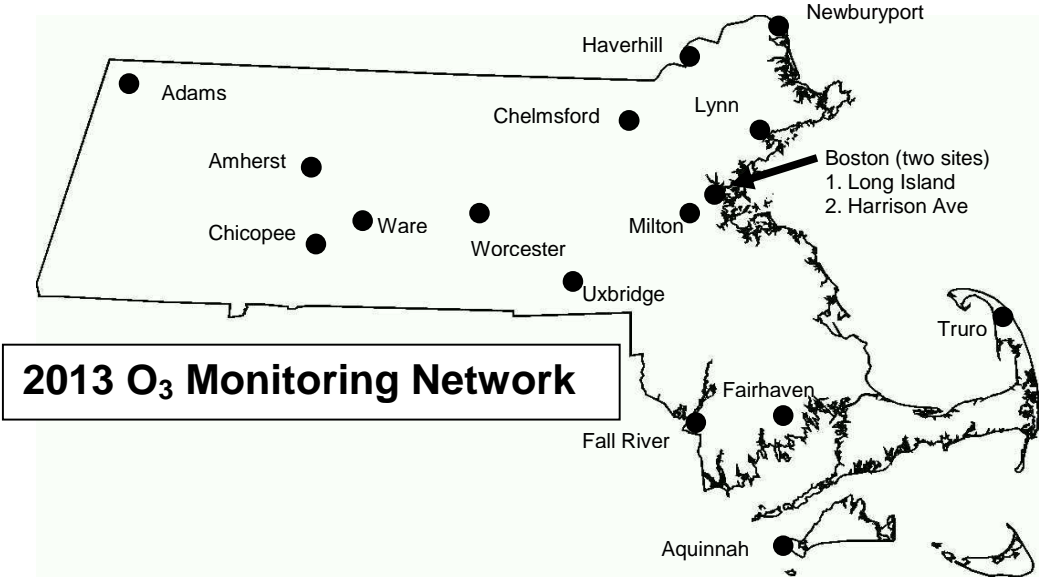 Newburyport
Haverhill
Adams
Lynn
Chelmsford
Amherst
Boston (two sites)
1. Long Island
2. Harrison Ave
Ware
Milton
Chicopee
Worcester
Uxbridge
Truro
2013 O₃ Monitoring Network
Fairhaven
Fall River
Aquinnah